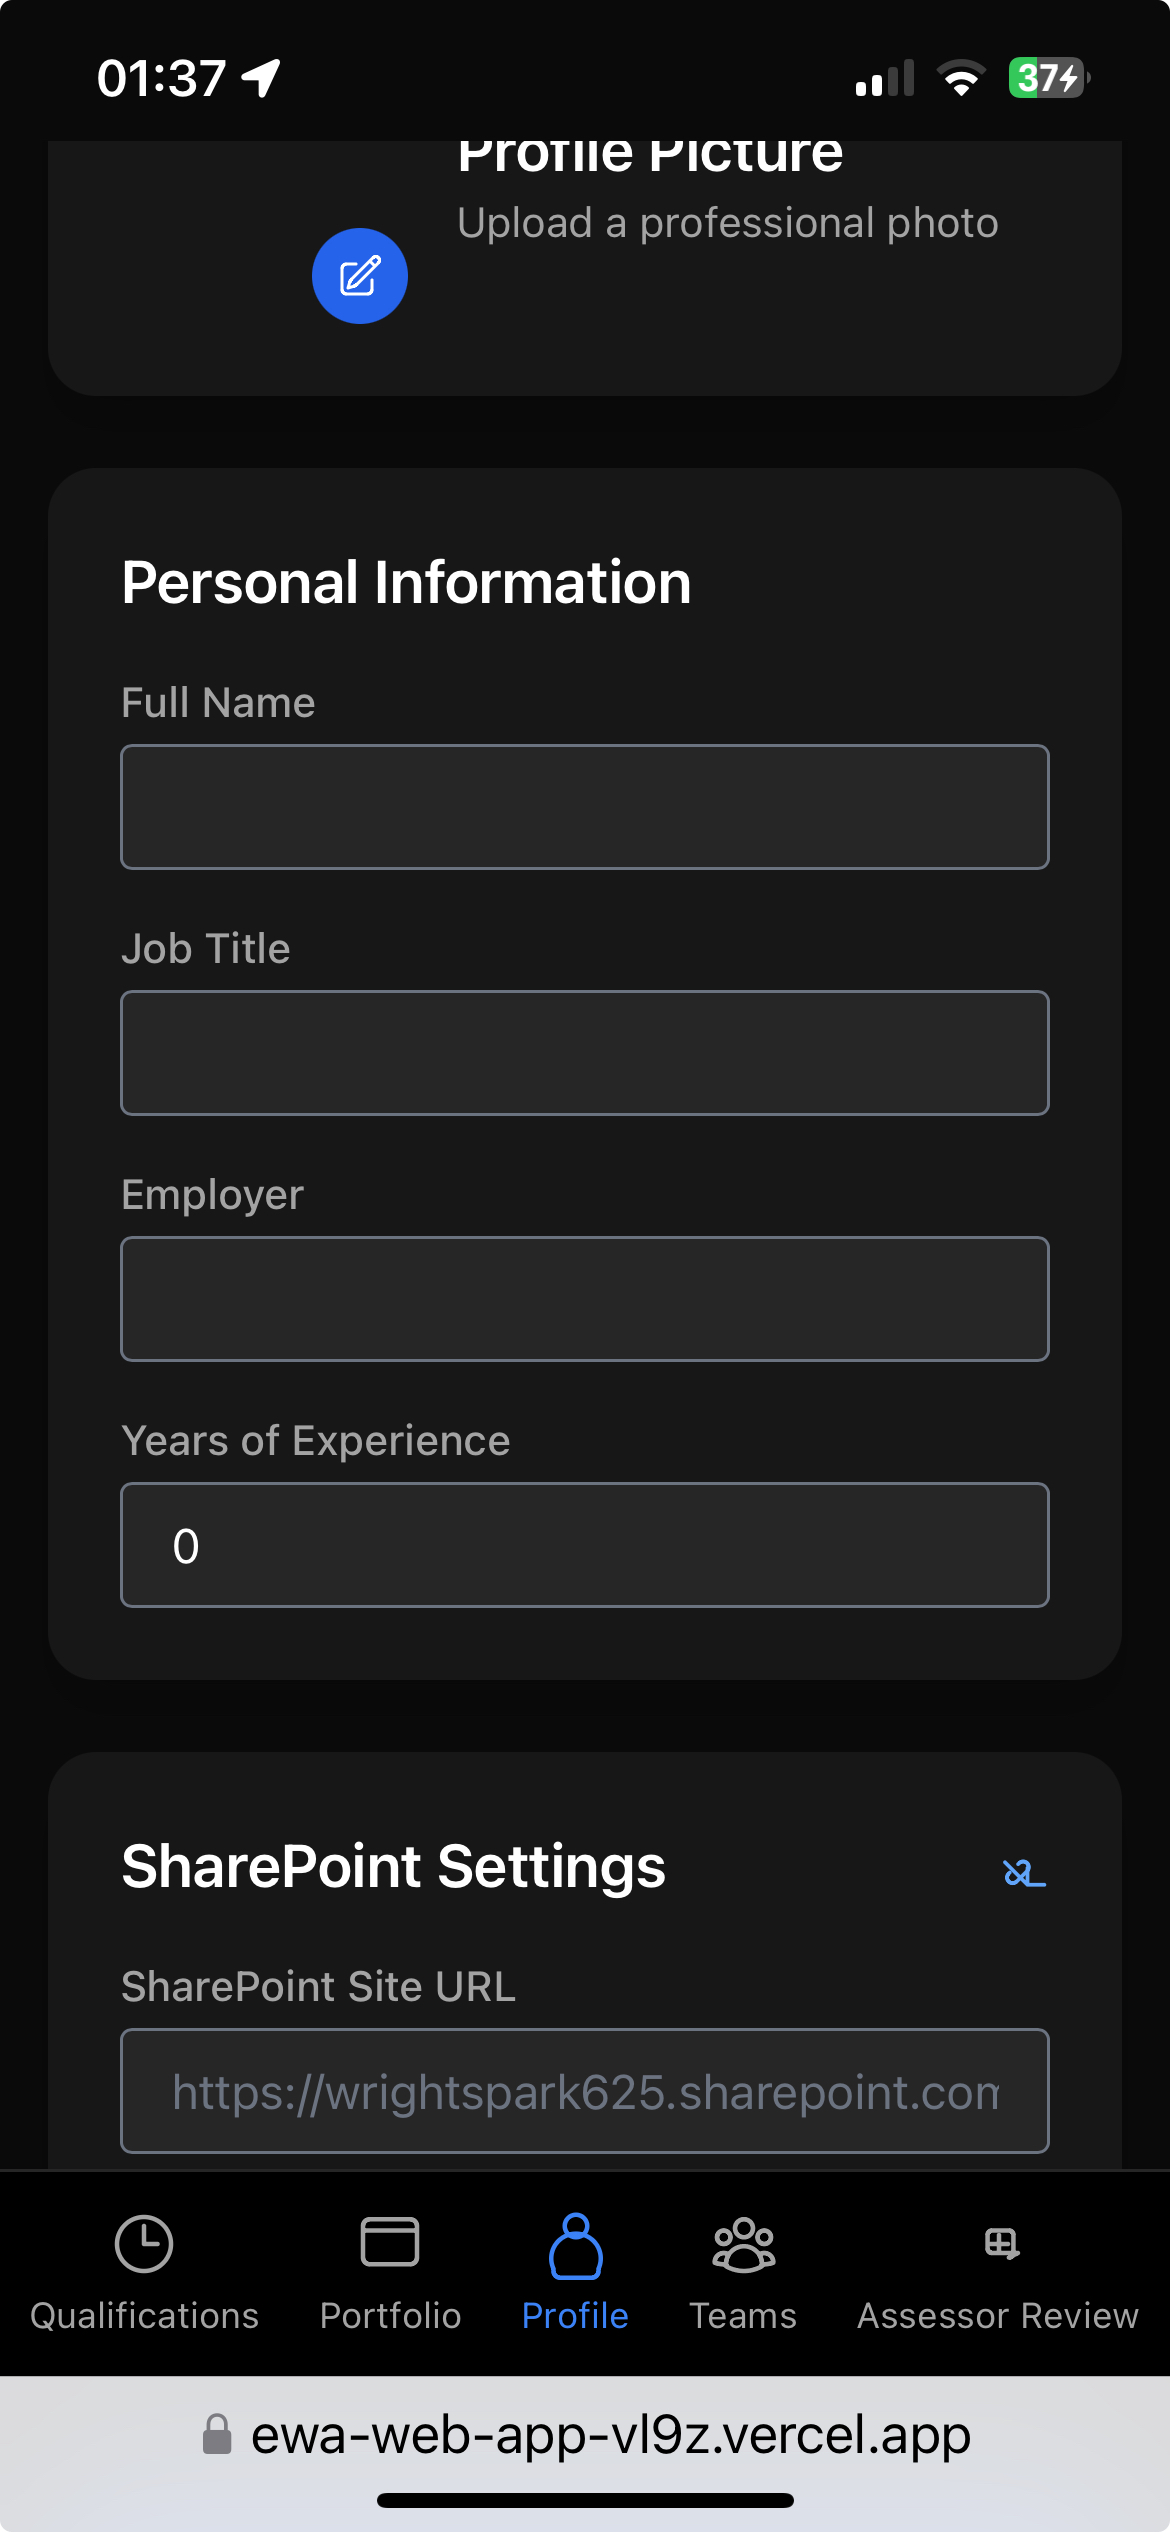 01:37
37
Profile Picture
Upload a professional photo
Personal Information
Full Name
Job Title
Employer
Years of Experience
0
SharePoint Settings
SharePoint Site URL
https://wrightspark625.sharepoint.com
Qualifications
Portfolio
Profile
Teams
Assessor Review
ewa-web-app-vl9z.vercel.app